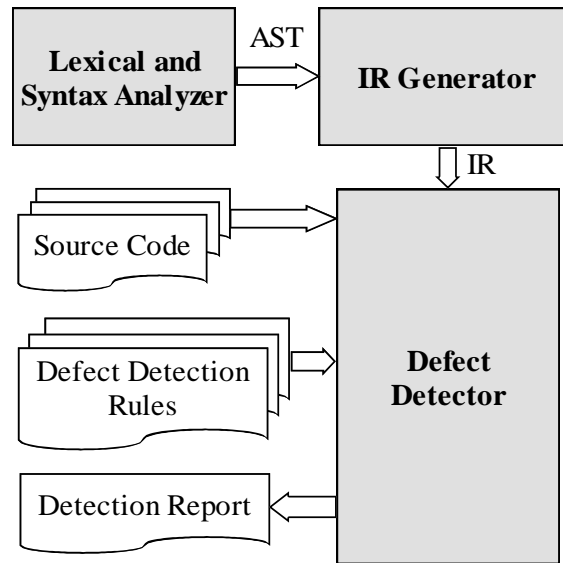 AST
Lexical and
Syntax Analyzer
IR Generator
IR
Source Code
Defect Detection
Rules
Defect
Detector
Detection Report